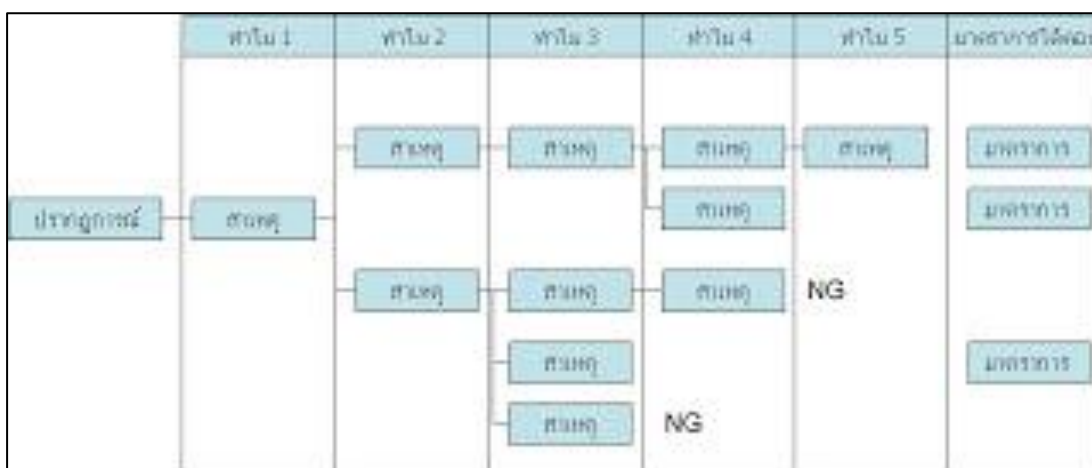 ทำไม 1 ทำไม 2 ทำไม 3 ทำไม 4 ทำไม 5
สาเหตุ สาเหตุ สาเหตุ สาเหตุ มาตรการ
สาเหตุ มาตรการ
ปรากฏการณ์ สาเหตุ
สาเหตุ สาเหตุ สาเหตุ NG
สาเหตุ มาตรการ
สาเหตุ NG